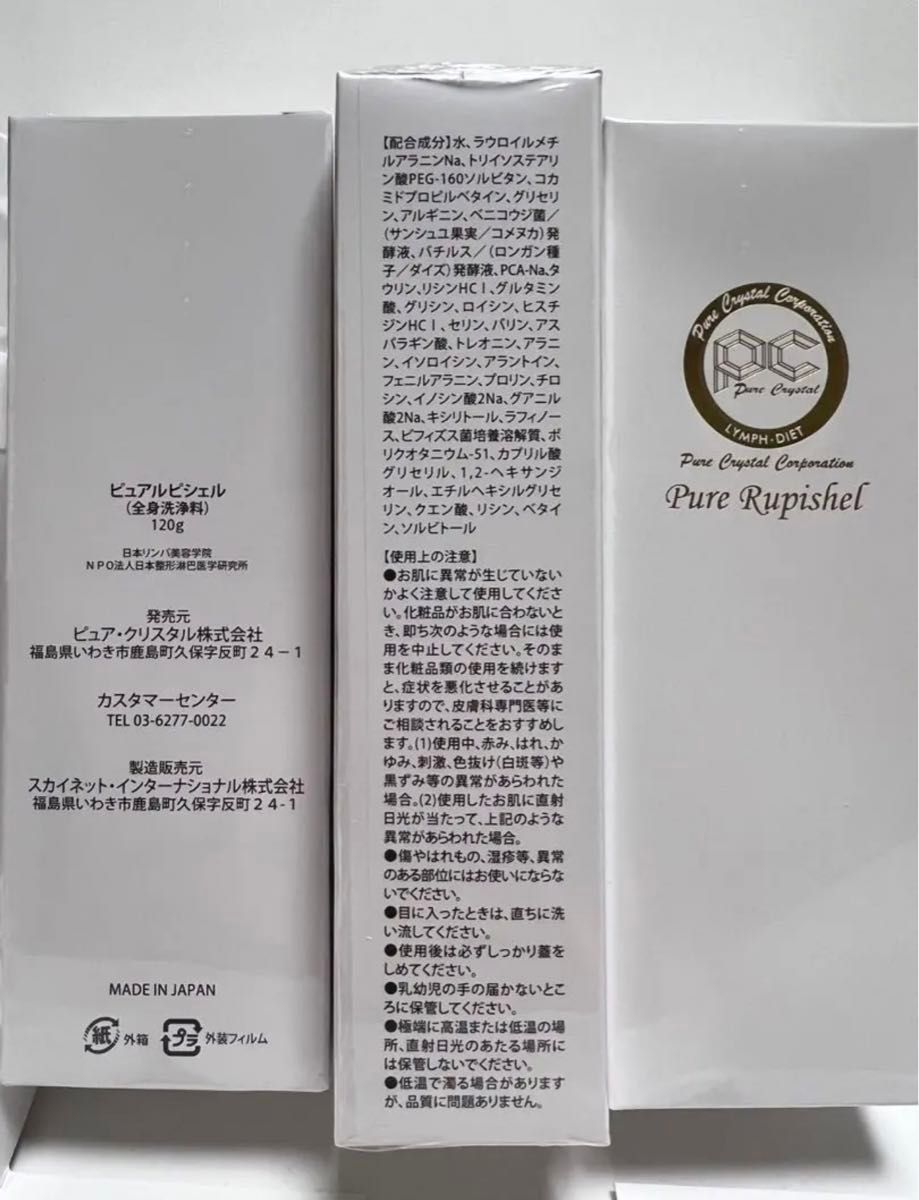 ピュアルピシェル
(全身洗浄料)
120g
日本リンパ美容学院
NPO法人日本整形淋巴医学研究所
発売元
ピュア・クリスタル株式会社
福島県いわき市鹿島町久保字反町24-1
カスタマーセンター
TEL 03-6277-0022
製造販売元
スカイネット・インターナショナル株式会社
福島県いわき市鹿島町久保字反町24-1
MADE IN JAPAN
紙 外箱 プラ 外装フィルム
【配合成分】水、ラウロイルメチ
ルアラニンNa、トリイソステアリ
ン酸PEG-160ソルビタン、コカ
ミドプロピルベタイン、グリセリ
ン、アルギニン、ベニコウジ菌/
(サンシュユ果実/コメヌカ)発
酵液、バチルス/(ロンガン種
子/ダイズ)発酵液、PCA-Na、タ
ウリン、リシンHCl、グルタミン
酸、グリシン、ロイシン、ヒスチ
ジンHCl、セリン、バリン、アス
パラギン酸、トレオニン、アラニ
ン、イソロイシン、アラントイン、
フェニルアラニン、プロリン、チロ
シン、イノシン酸2Na、グアニル
酸2Na、キシリトール、ラフィノー
ス、ビフィズス菌培養溶解質、ポ
リクオタニウム-51、カプリル酸
グリセリル、1,2-ヘキサンジ
オール、エチルヘキシルグリセ
リン、クエン酸、リシン、ベタイ
ン、ソルビトール
【使用上の注意】
●お肌に異常が生じていない
かよく注意して使用してくださ
い。化粧品がお肌に合わないと
き、即ち次のような場合には使
用を中止してください。そのま
ま化粧品類の使用を続けます
と、症状を悪化させることがあ
りますので、皮膚科専門医等に
ご相談されることをおすすめし
ます。(1)使用中、赤み、はれ、か
ゆみ、刺激、色抜け(白斑等)や
黒ずみ等の異常があらわれた
場合。(2)使用したお肌に直射
日光が当たって、上記のような
異常があらわれた場合。
●傷やはれもの、湿疹等、異常
のある部位にはお使いにならな
いでください。
●目に入ったときは、直ちに洗
い流してください。
●使用後は必ずしっかり蓋を
しめてください。
●乳幼児の手の届かないとこ
ろに保管してください。
●極端に高温または低温の場
所、直射日光のあたる場所に
は保管しないでください。
●低温で濁る場合があります
が、品質に問題ありません。
Pure Crystal Corporation
PC
Pure Crystal
LYMPH・DIET
Pure Crystal Corporation
Pure Rupishel